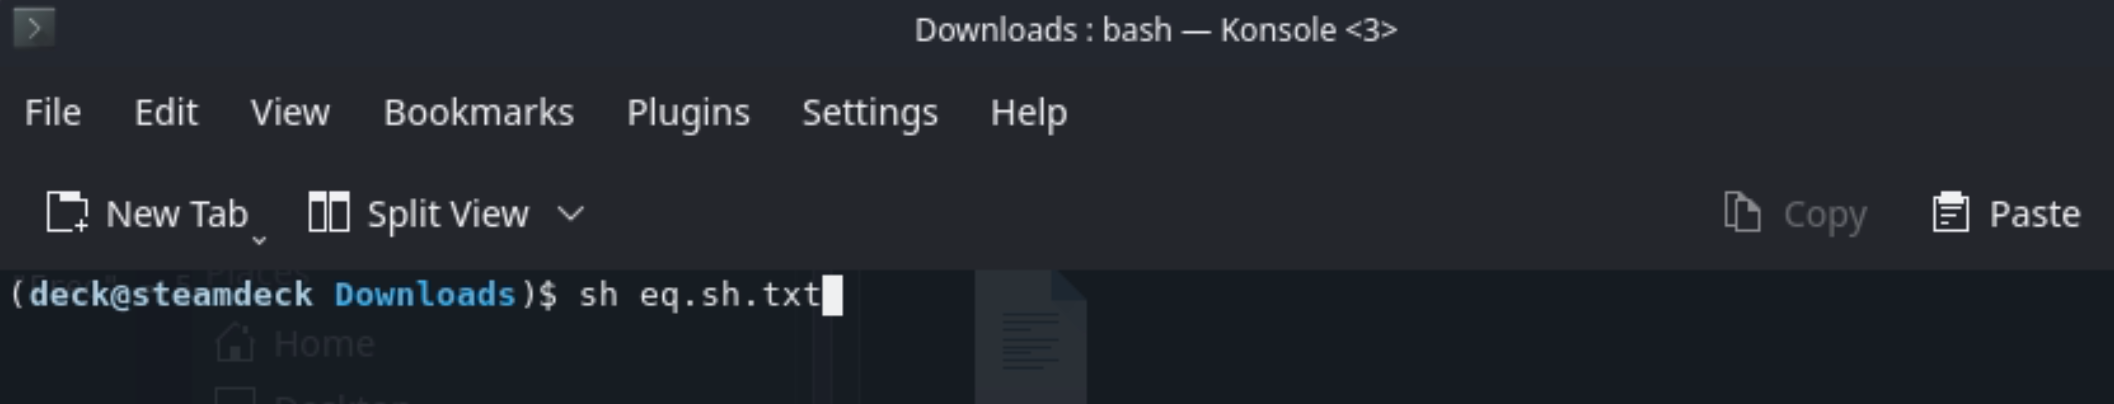 Downloads : bash — Konsole <3>
File Edit View Bookmarks Plugins Settings Help
New Tab Split View Copy Paste
Places
(deck@steamdeck Downloads)$ sh eq.sh.txt
Home
Desktop